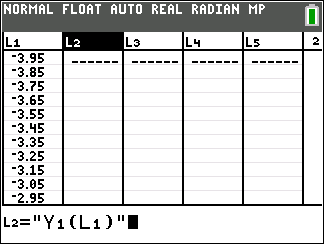 NORMAL FLOAT AUTO REAL RADIAN MP
L1 L2 L3 L4 L5 2
-3.95 ------ ------ ------ ------
-3.85
-3.75
-3.65
-3.55
-3.45
-3.35
-3.25
-3.15
-3.05
-2.95
L2="Y1(L1)"